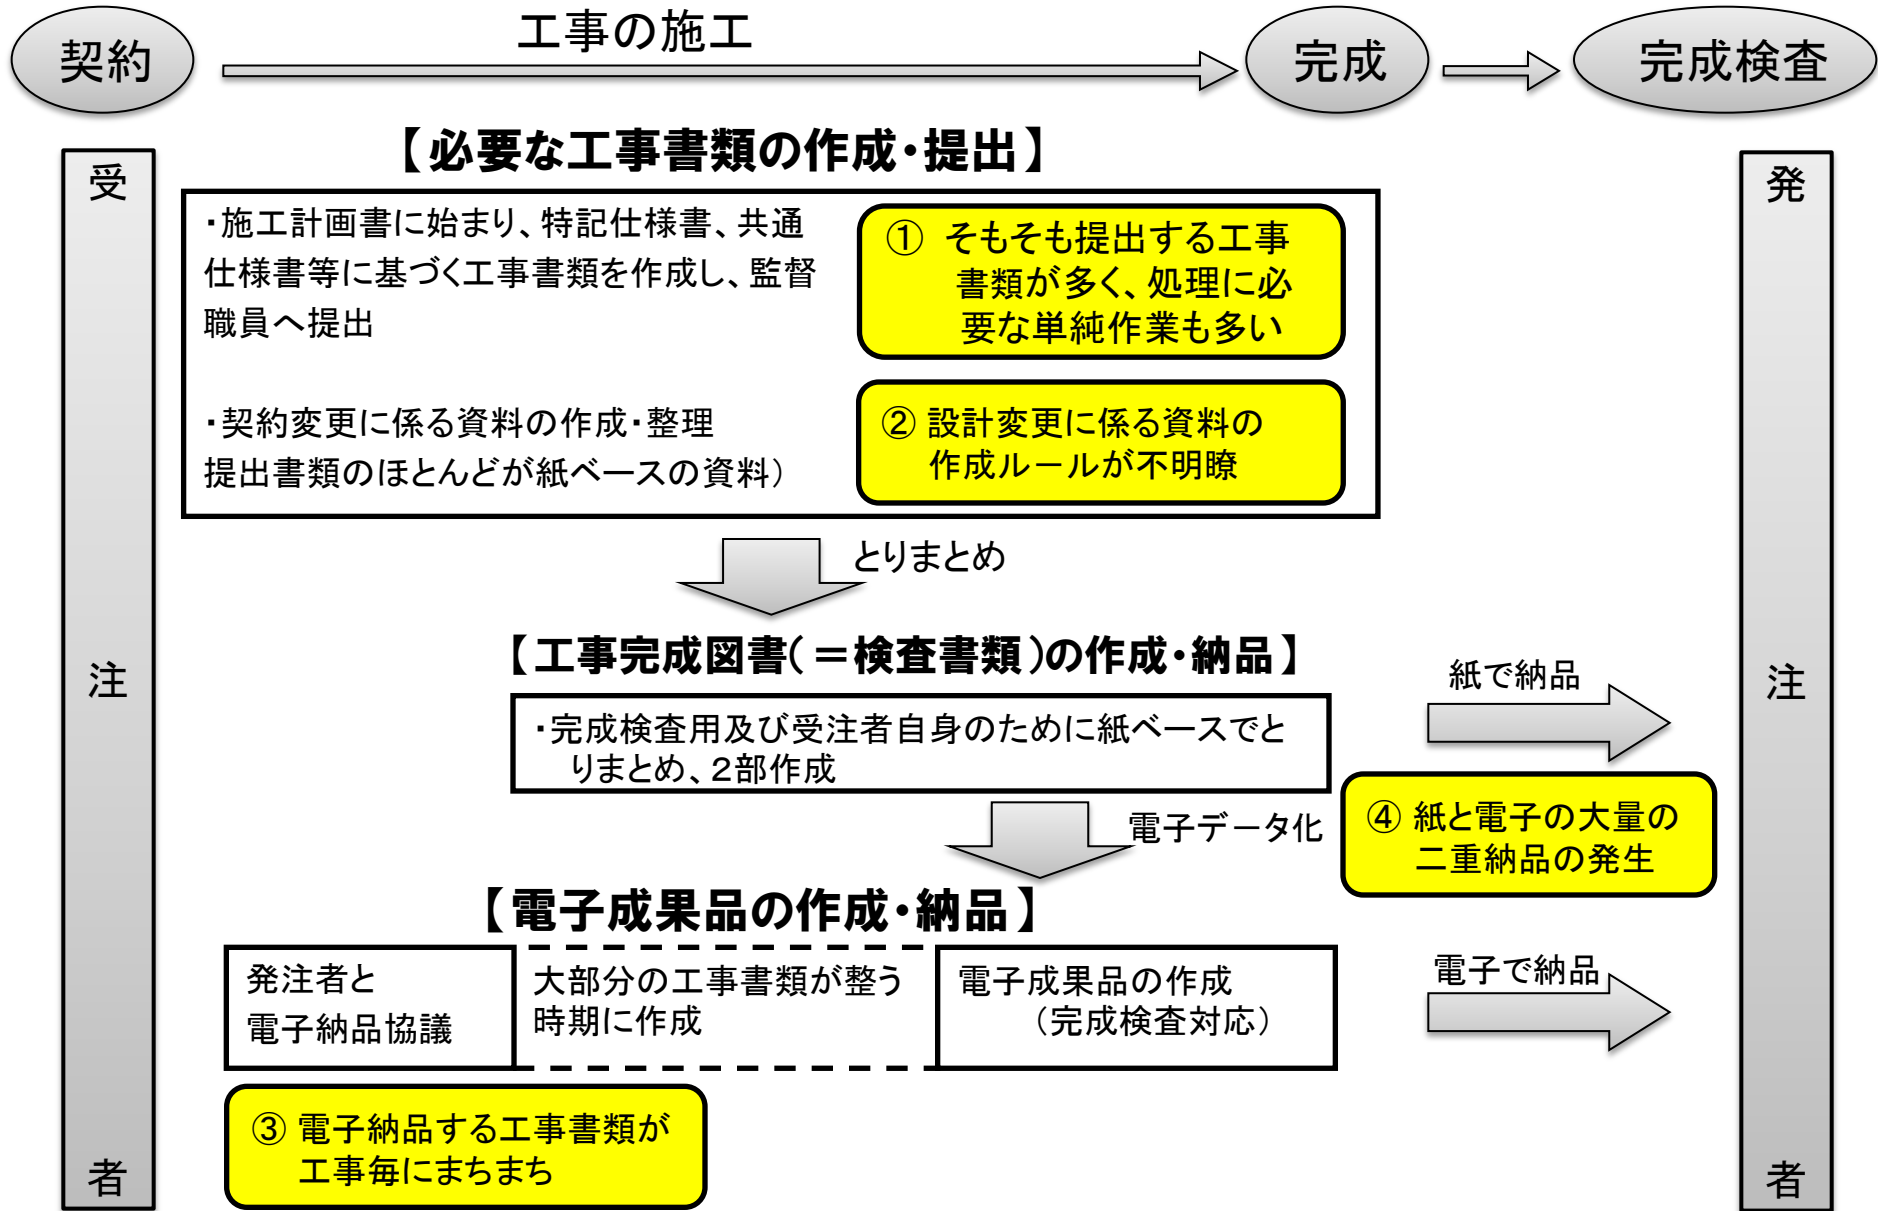 契約
工事の施工
完成
完成検査
受
注
者
発
注
者
【必要な工事書類の作成・提出】
・施工計画書に始まり、特記仕様書、共通
仕様書等に基づく工事書類を作成し、監督
職員へ提出
① そもそも提出する工事
書類が多く、処理に必
要な単純作業も多い
・契約変更に係る資料の作成・整理
提出書類のほとんどが紙ベースの資料）
② 設計変更に係る資料の
作成ルールが不明瞭
とりまとめ
【工事完成図書（＝検査書類）の作成・納品】
・完成検査用及び受注者自身のために紙ベースでと
りまとめ、２部作成
紙で納品
電子データ化
④ 紙と電子の大量の
二重納品の発生
【電子成果品の作成・納品】
発注者と
電子納品協議
大部分の工事書類が整う
時期に作成
電子成果品の作成
（完成検査対応）
電子で納品
③ 電子納品する工事書類が
工事毎にまちまち